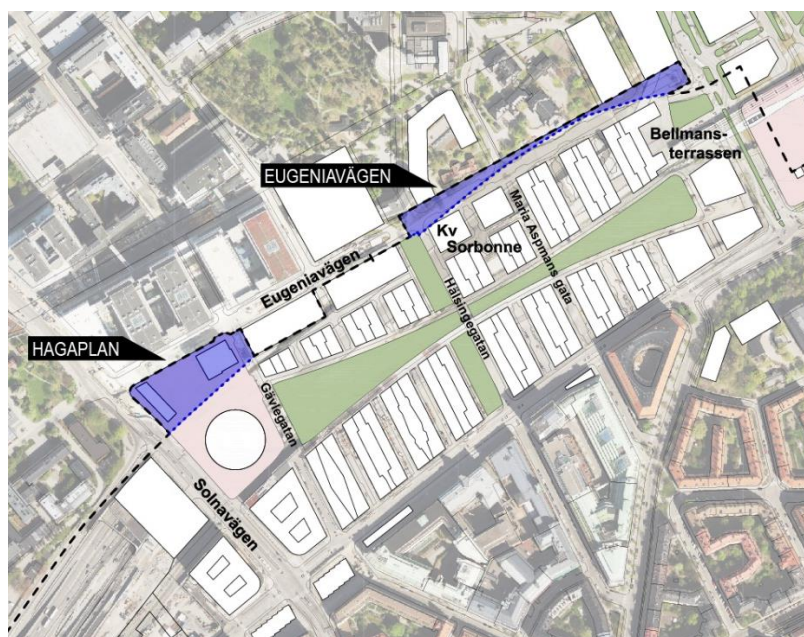 Bellmans-
terrassen
EUGENIAVÄGEN
Maria Aspmans gata
Kv
Sorbonne
Eugeniavägen
Hälsingegatan
HAGAPLAN
Gävlegatan
Solnavägen